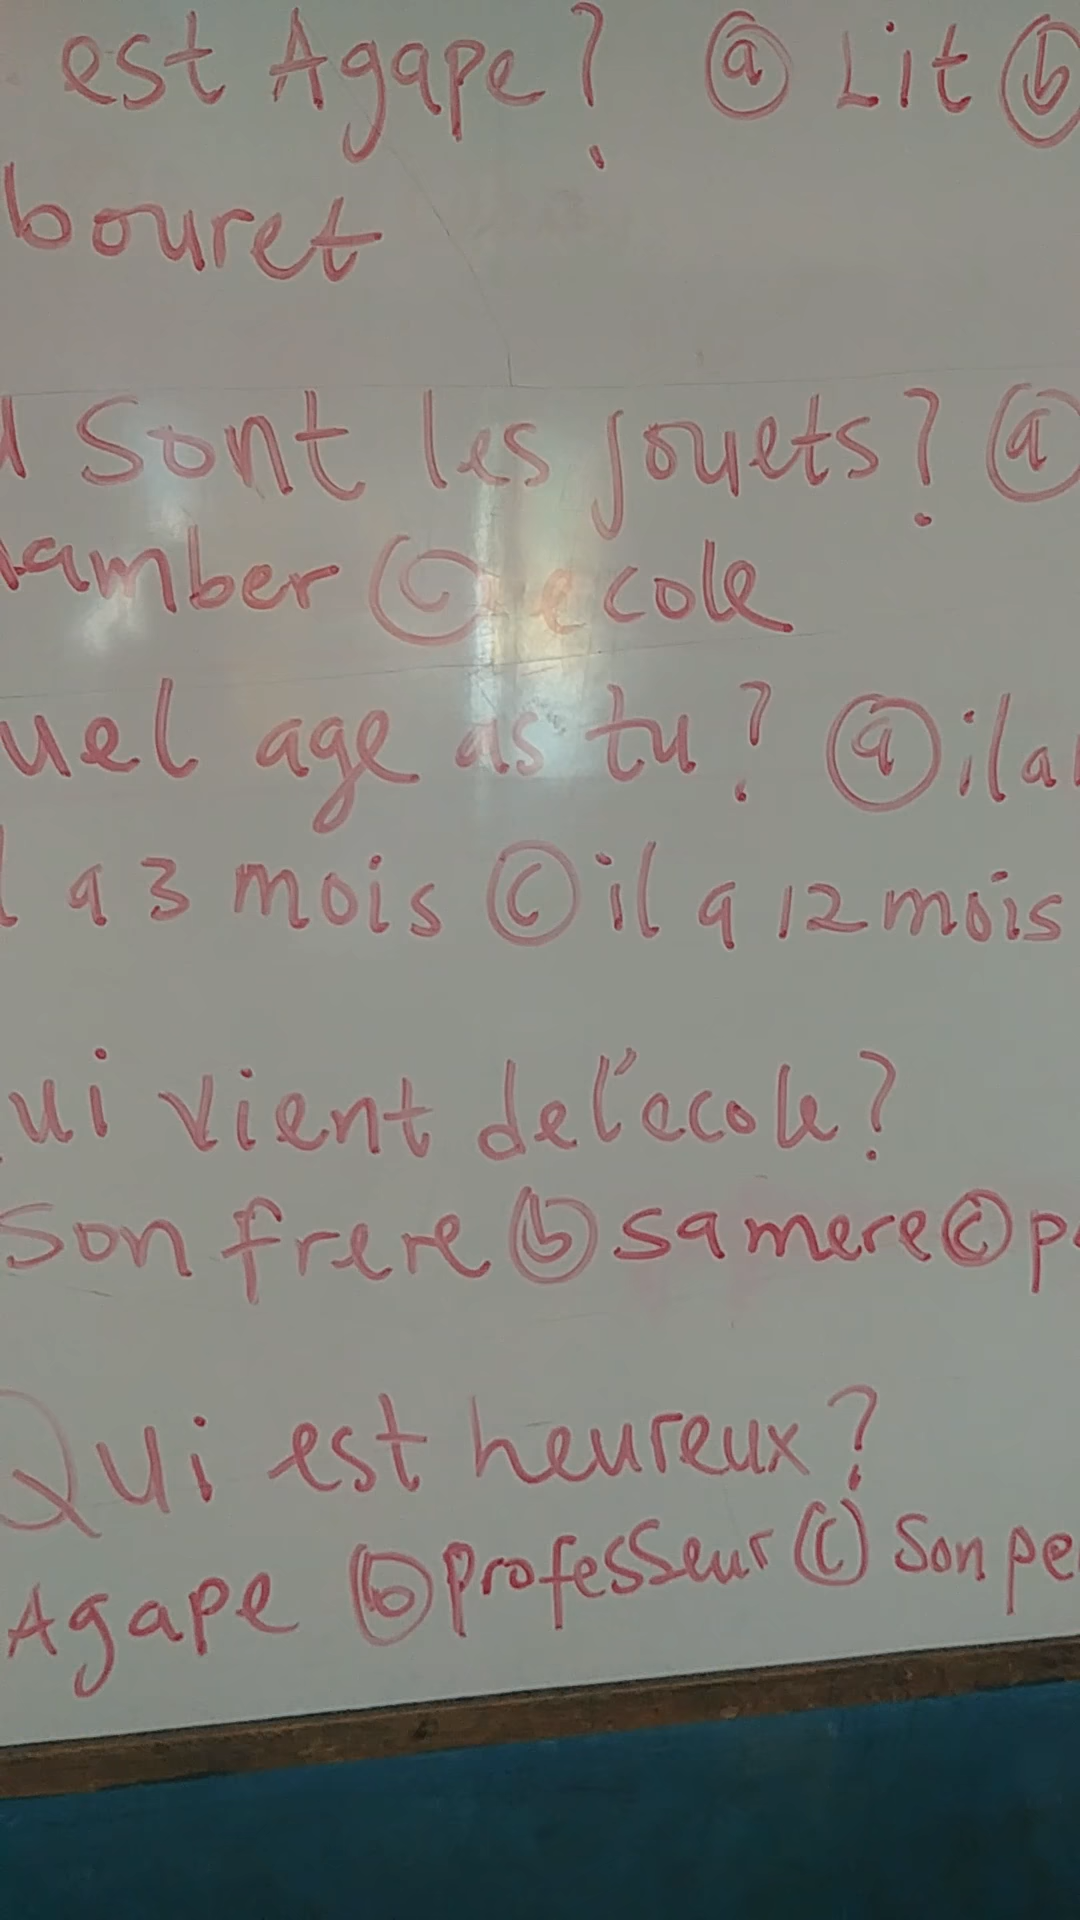 est Agape? (a) Lit (b)
bouret
sont les jouets? (a)
amber (c) ecole
uel age as tu? (a) il a
a 3 mois (c) il a 12 mois
ui vient de l'ecole?
son frere (b) sa mere (c) p
Qui est heureux?
Agape (b) professeur (c) son pe